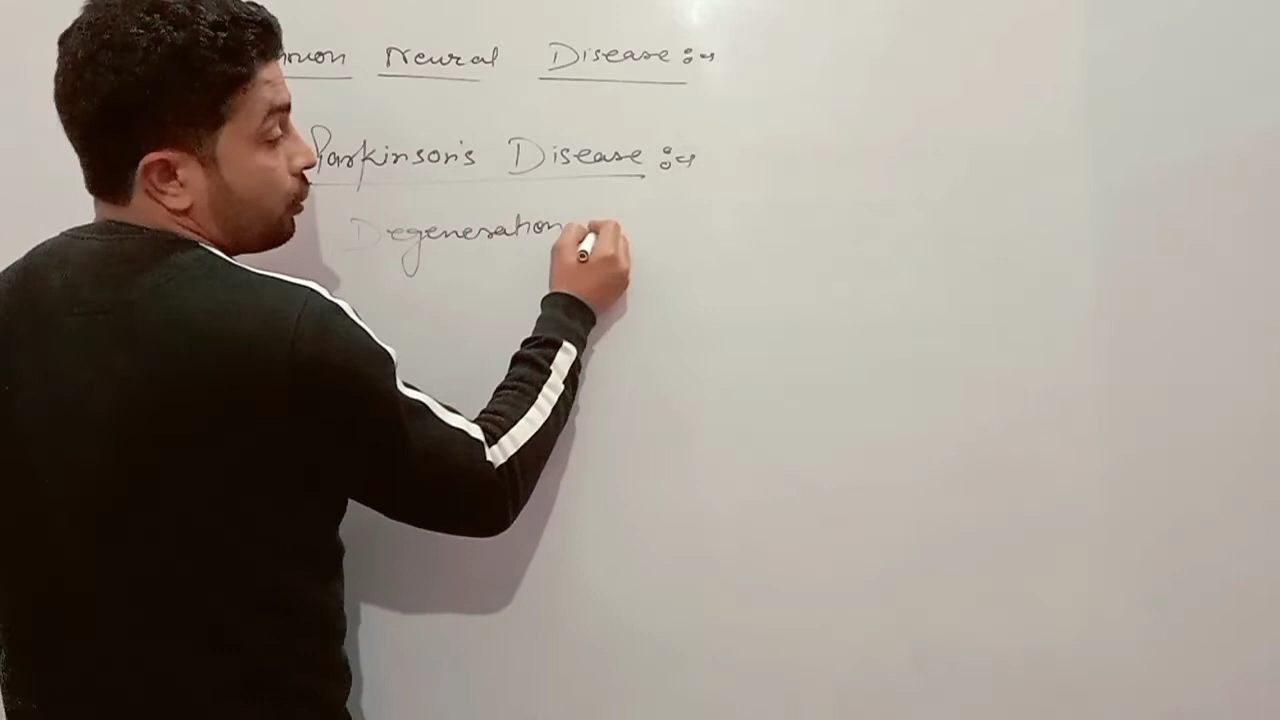 Neural Disease :-
Parkinson's Disease :-
Degeneration